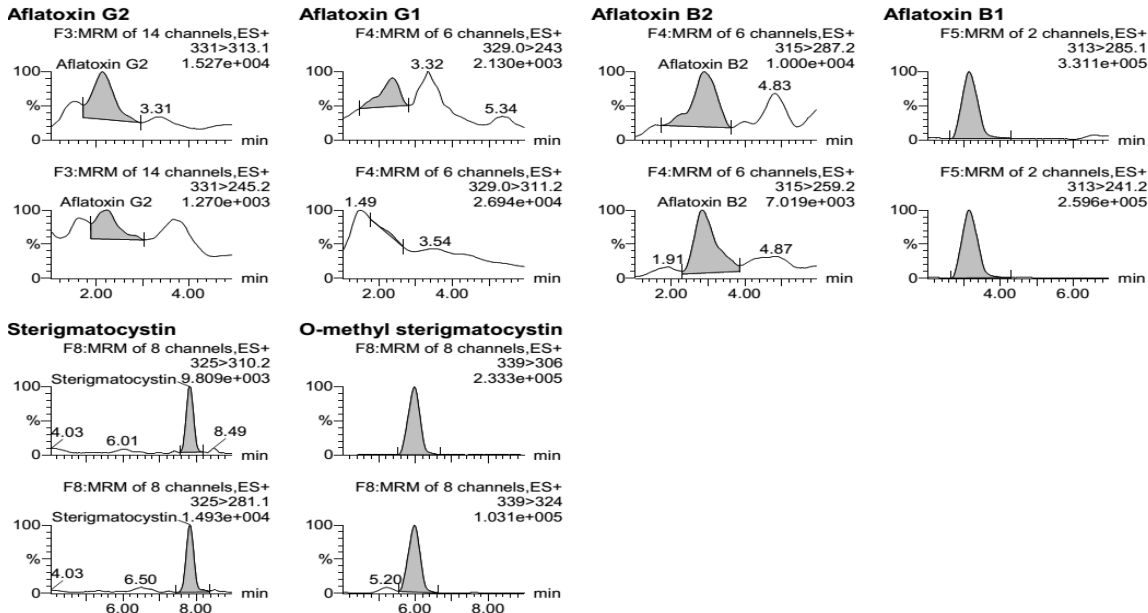 Aflatoxin G2
F3:MRM of 14 channels,ES+
331>313.1
Aflatoxin G2
1.527e+004
100
%
0
3.31
min
F3:MRM of 14 channels,ES+
331>245.2
Aflatoxin G2
1.270e+003
100
%
0
min
2.00
4.00
Aflatoxin G1
F4:MRM of 6 channels,ES+
329.0>243
2.130e+003
3.32
100
%
0
5.34
min
F4:MRM of 6 channels,ES+
329.0>311.2
2.694e+004
1.49
100
%
0
3.54
min
2.00
4.00
Aflatoxin B2
F4:MRM of 6 channels,ES+
315>287.2
Aflatoxin B2
1.000e+004
100
%
0
4.83
min
F4:MRM of 6 channels,ES+
315>259.2
Aflatoxin B2
7.019e+003
100
%
0
1.91
4.87
min
2.00
4.00
Aflatoxin B1
F5:MRM of 2 channels,ES+
313>285.1
3.311e+005
100
%
0
min
F5:MRM of 2 channels,ES+
313>241.2
2.596e+005
100
%
0
min
4.00
6.00
Sterigmatocystin
F8:MRM of 8 channels,ES+
325>310.2
Sterigmatocystin
9.809e+003
100
%
0
4.03
6.01
8.49
min
F8:MRM of 8 channels,ES+
325>281.1
Sterigmatocystin
1.493e+004
100
%
0
4.03
6.50
min
6.00
8.00
O-methyl sterigmatocystin
F8:MRM of 8 channels,ES+
339>306
2.333e+005
100
%
0
min
F8:MRM of 8 channels,ES+
339>324
1.031e+005
100
%
0
5.20
min
6.00
8.00